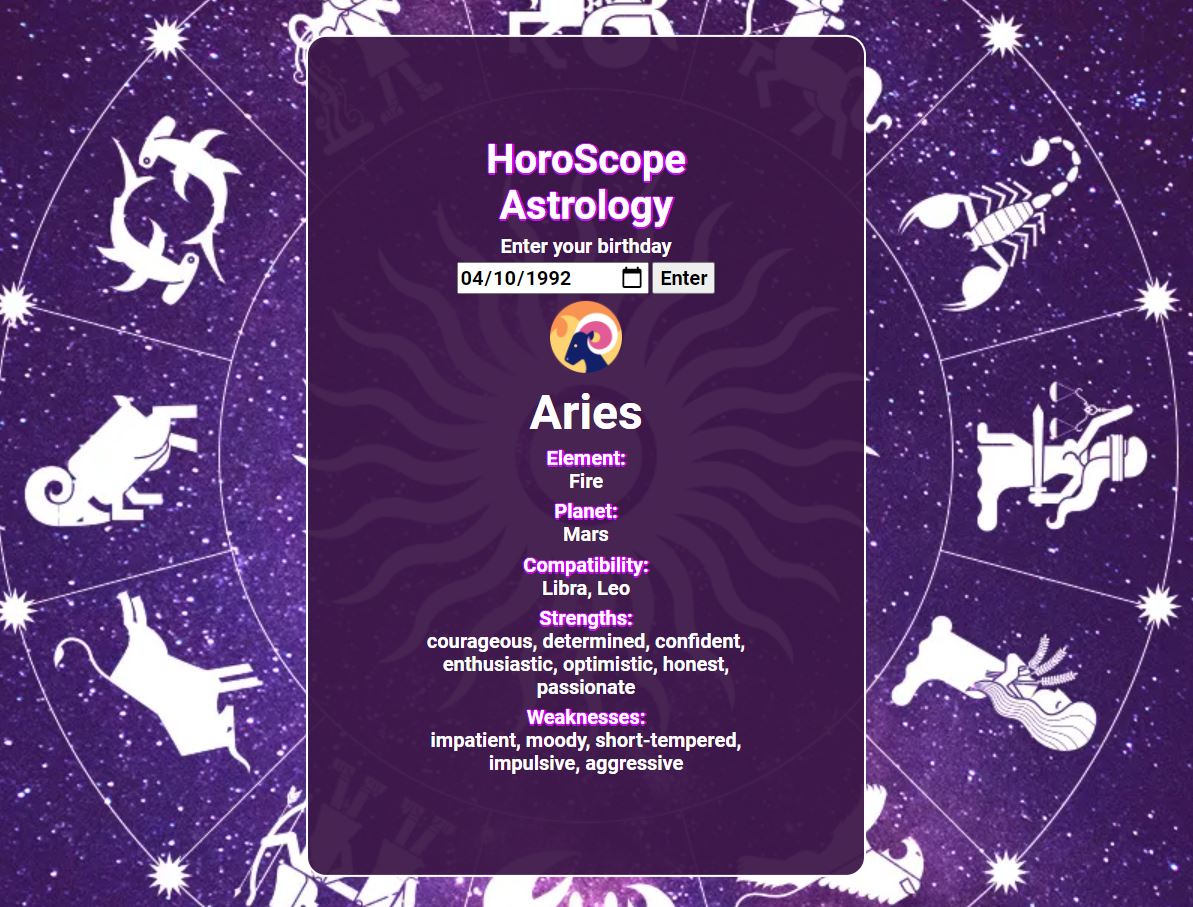 HoroScope
Astrology
Enter your birthday
04/10/1992 Enter
Aries
Element:
Fire
Planet:
Mars
Compatibility:
Libra, Leo
Strengths:
courageous, determined, confident,
enthusiastic, optimistic, honest,
passionate
Weaknesses:
impatient, moody, short-tempered,
impulsive, aggressive